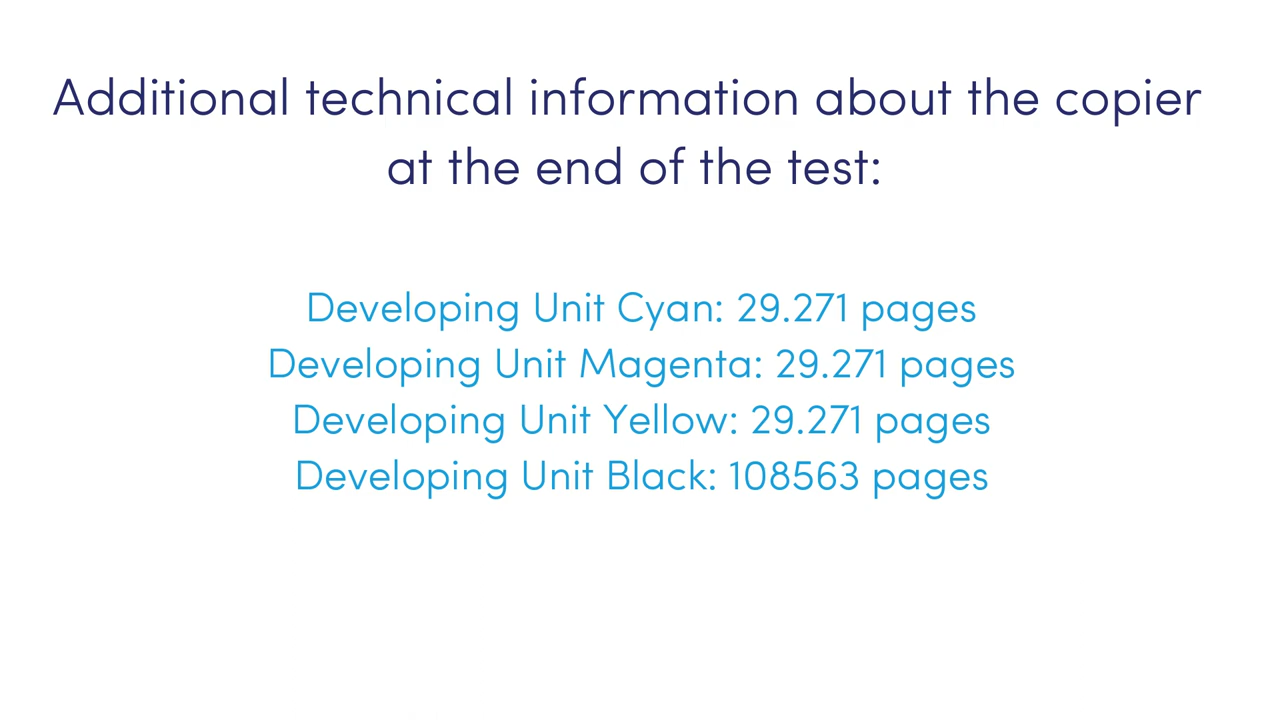 Additional technical information about the copier
at the end of the test:
Developing Unit Cyan: 29.271 pages
Developing Unit Magenta: 29.271 pages
Developing Unit Yellow: 29.271 pages
Developing Unit Black: 108563 pages